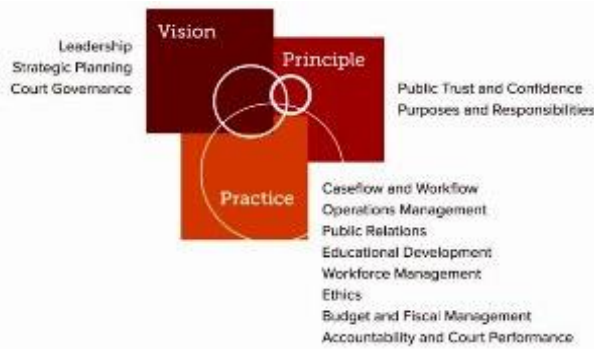 Vision
Leadership
Strategic Planning
Court Governance
Principle
Public Trust and Confidence
Purposes and Responsibilities
Practice
Caseflow and Workflow
Operations Management
Public Relations
Educational Development
Workforce Management
Ethics
Budget and Fiscal Management
Accountability and Court Performance